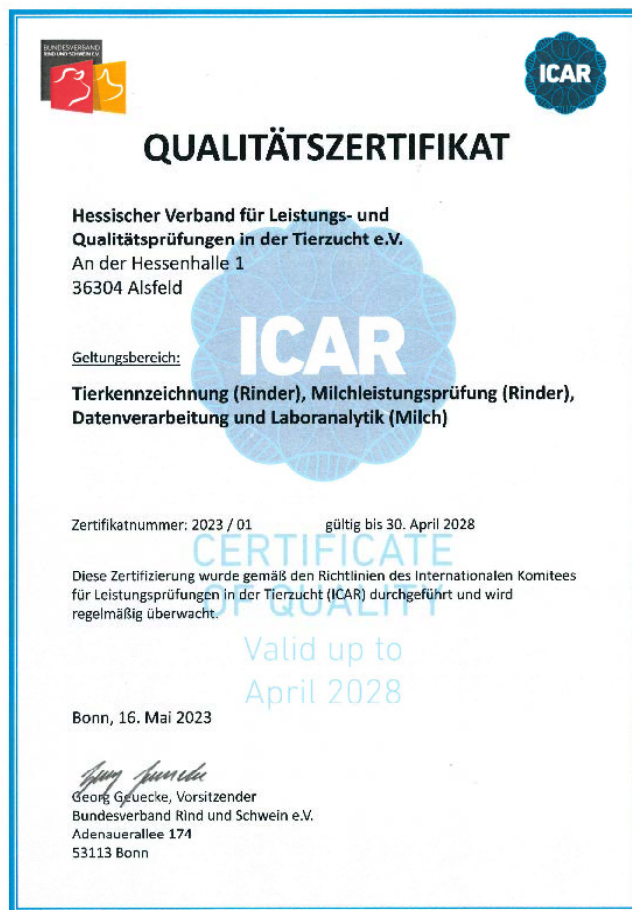 BUNDESVERBAND
RIND UND SCHWEIN E.V.
ICAR
QUALITÄTSZERTIFIKAT
Hessischer Verband für Leistungs- und
Qualitätsprüfungen in der Tierzucht e.V.
An der Hessenhalle 1
36304 Alsfeld
ICAR
Geltungsbereich:
Tierkennzeichnung (Rinder), Milchleistungsprüfung (Rinder),
Datenverarbeitung und Laboranalytik (Milch)
Zertifikatnummer: 2023 / 01 gültig bis 30. April 2028
CERTIFICATE
Diese Zertifizierung wurde gemäß den Richtlinien des Internationalen Komitees
für Leistungsprüfungen in der Tierzucht (ICAR) durchgeführt und wird
OF QUALITY
regelmäßig überwacht.
Valid up to
April 2028
Bonn, 16. Mai 2023
Georg Geuecke, Vorsitzender
Bundesverband Rind und Schwein e.V.
Adenauerallee 174
53113 Bonn